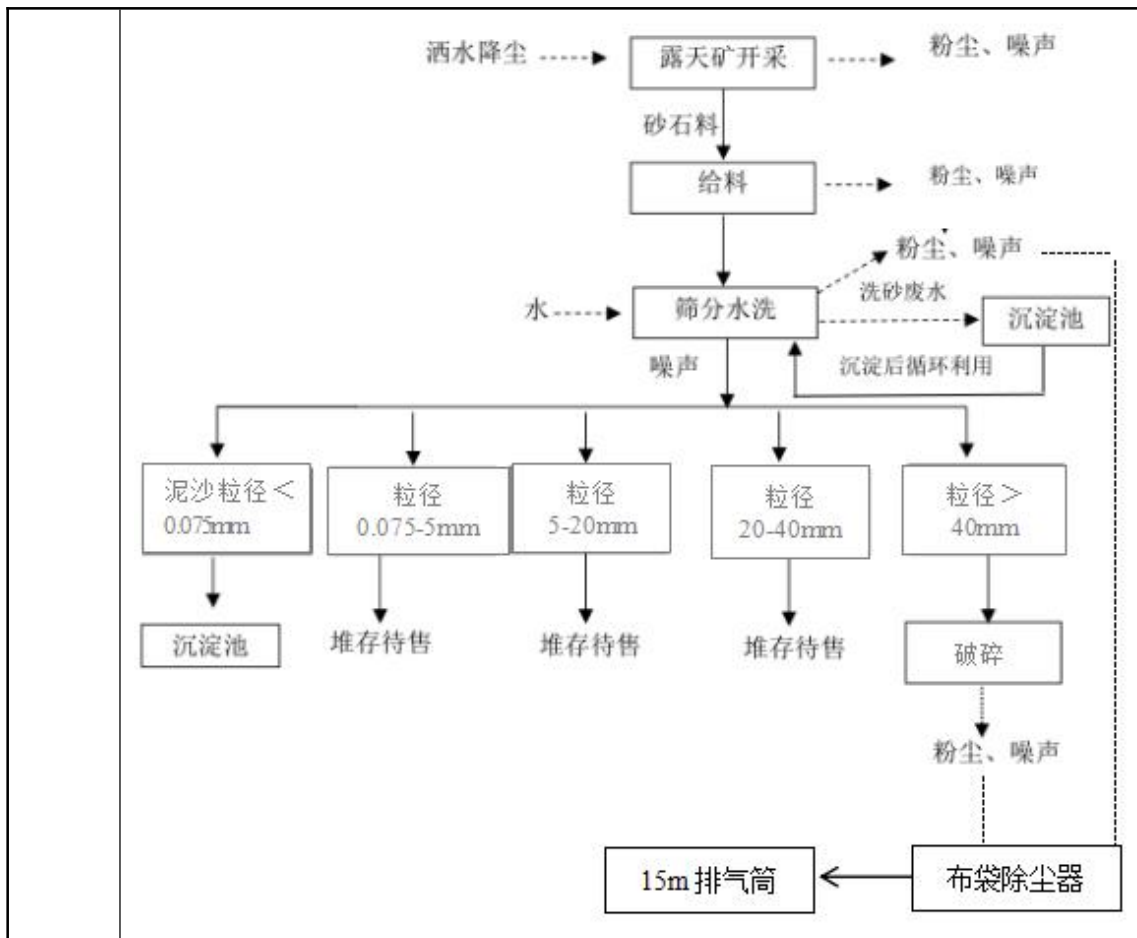 洒水降尘
露天矿开采
粉尘、噪声
砂石料
给料
粉尘、噪声
粉尘、噪声
水
筛分水洗
洗砂废水
沉淀池
噪声
沉淀后循环利用
泥沙粒径＜
0.075mm
粒径
0.075-5mm
粒径
5-20mm
粒径
20-40mm
粒径＞
40mm
沉淀池
堆存待售
堆存待售
堆存待售
破碎
粉尘、噪声
15m 排气筒
布袋除尘器